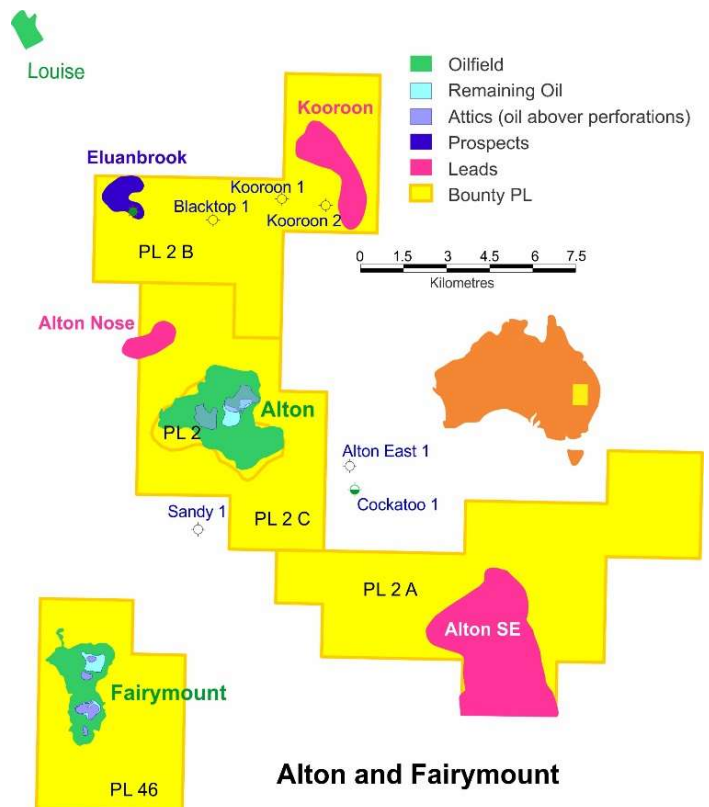 Louise
Oilfield
Remaining Oil
Attics (oil abover perforations)
Prospects
Leads
Bounty PL
Kooroon
Eluanbrook
Kooroon 1
Blacktop 1
Kooroon 2
PL 2 B
0 1.5 3 4.5 6 7.5
Kilometres
Alton Nose
Alton
PL 2
Alton East 1
Cockatoo 1
Sandy 1
PL 2 C
PL 2 A
Alton SE
Fairymount
PL 46
Alton and Fairymount